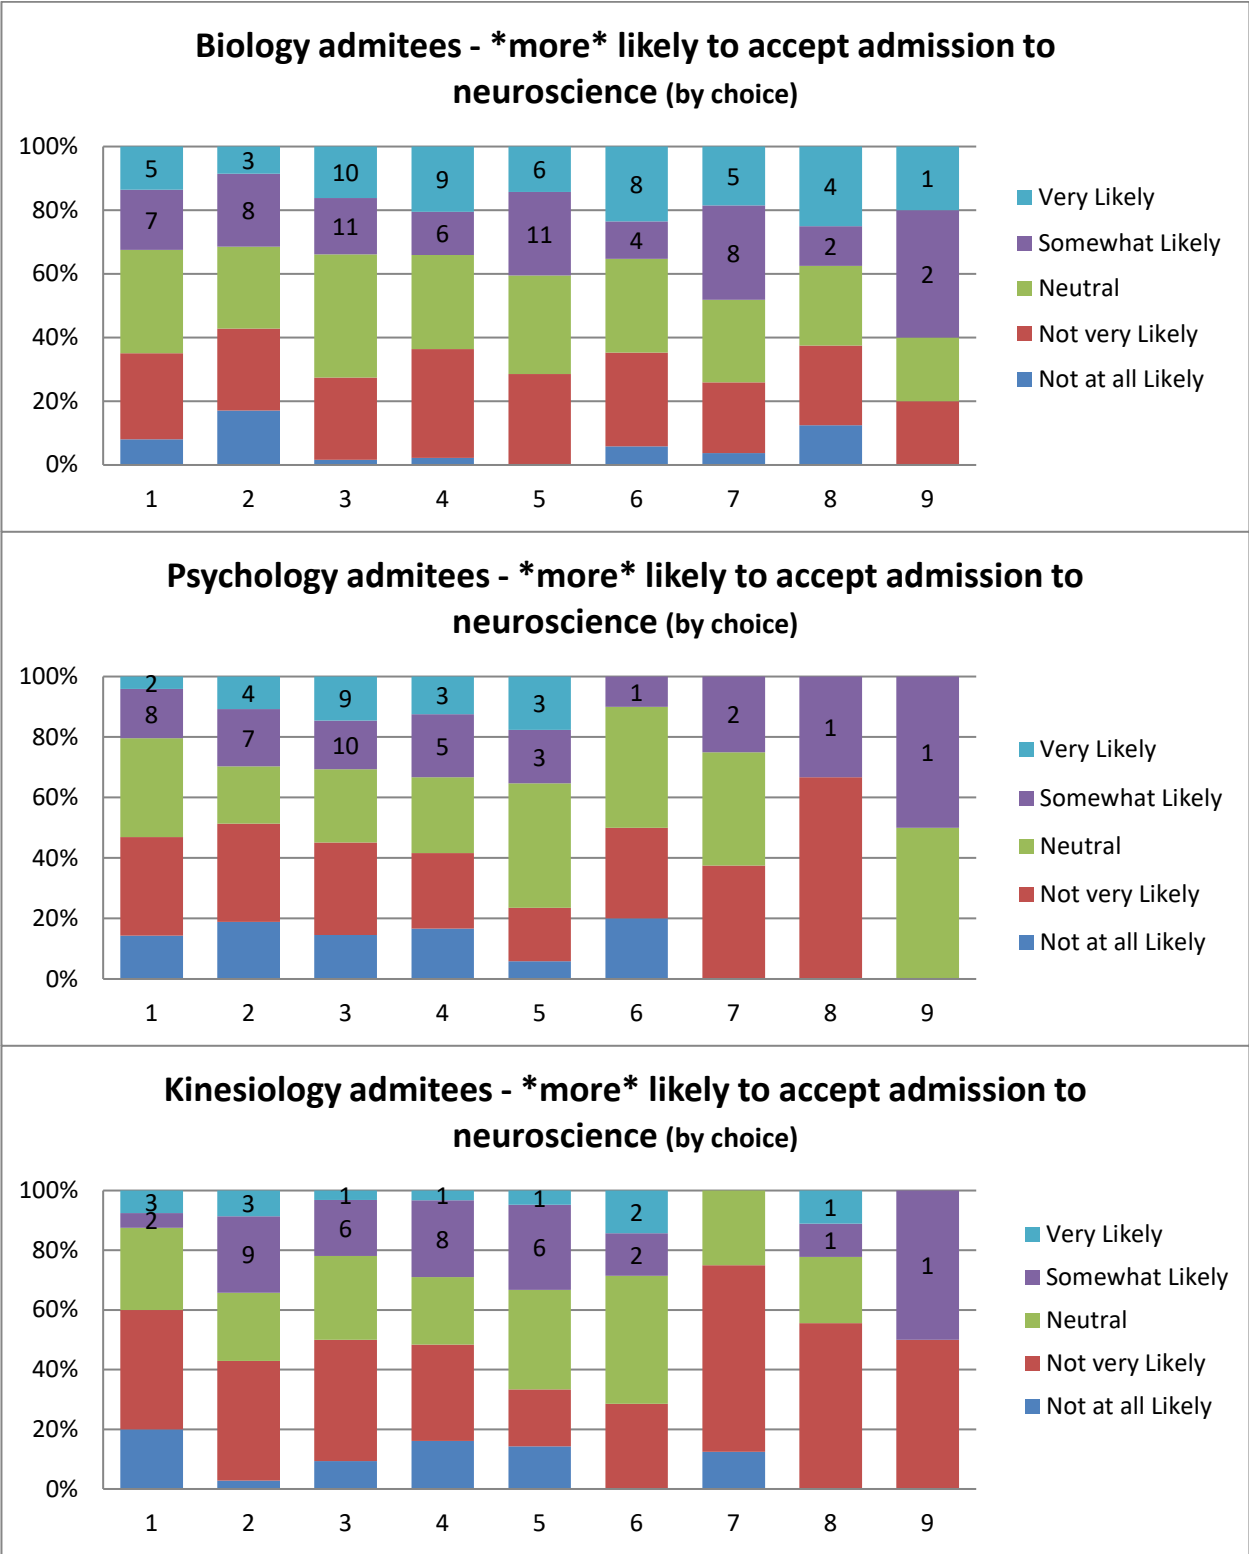 Biology admitees - *more* likely to accept admission to
neuroscience (by choice)
100%
80%
60%
40%
20%
0%
5 3 10 9 6 8 5 4 1
7 8 11 6 11 4 8 2 2
1 2 3 4 5 6 7 8 9
Very Likely
Somewhat Likely
Neutral
Not very Likely
Not at all Likely
Psychology admitees - *more* likely to accept admission to
neuroscience (by choice)
100%
80%
60%
40%
20%
0%
2 4 9 3 3
8 7 10 5 3 1 2 1 1
1 2 3 4 5 6 7 8 9
Very Likely
Somewhat Likely
Neutral
Not very Likely
Not at all Likely
Kinesiology admitees - *more* likely to accept admission to
neuroscience (by choice)
100%
80%
60%
40%
20%
0%
3 3 1 1 1 2 1
2 9 6 8 6 2 1 1
1 2 3 4 5 6 7 8 9
Very Likely
Somewhat Likely
Neutral
Not very Likely
Not at all Likely